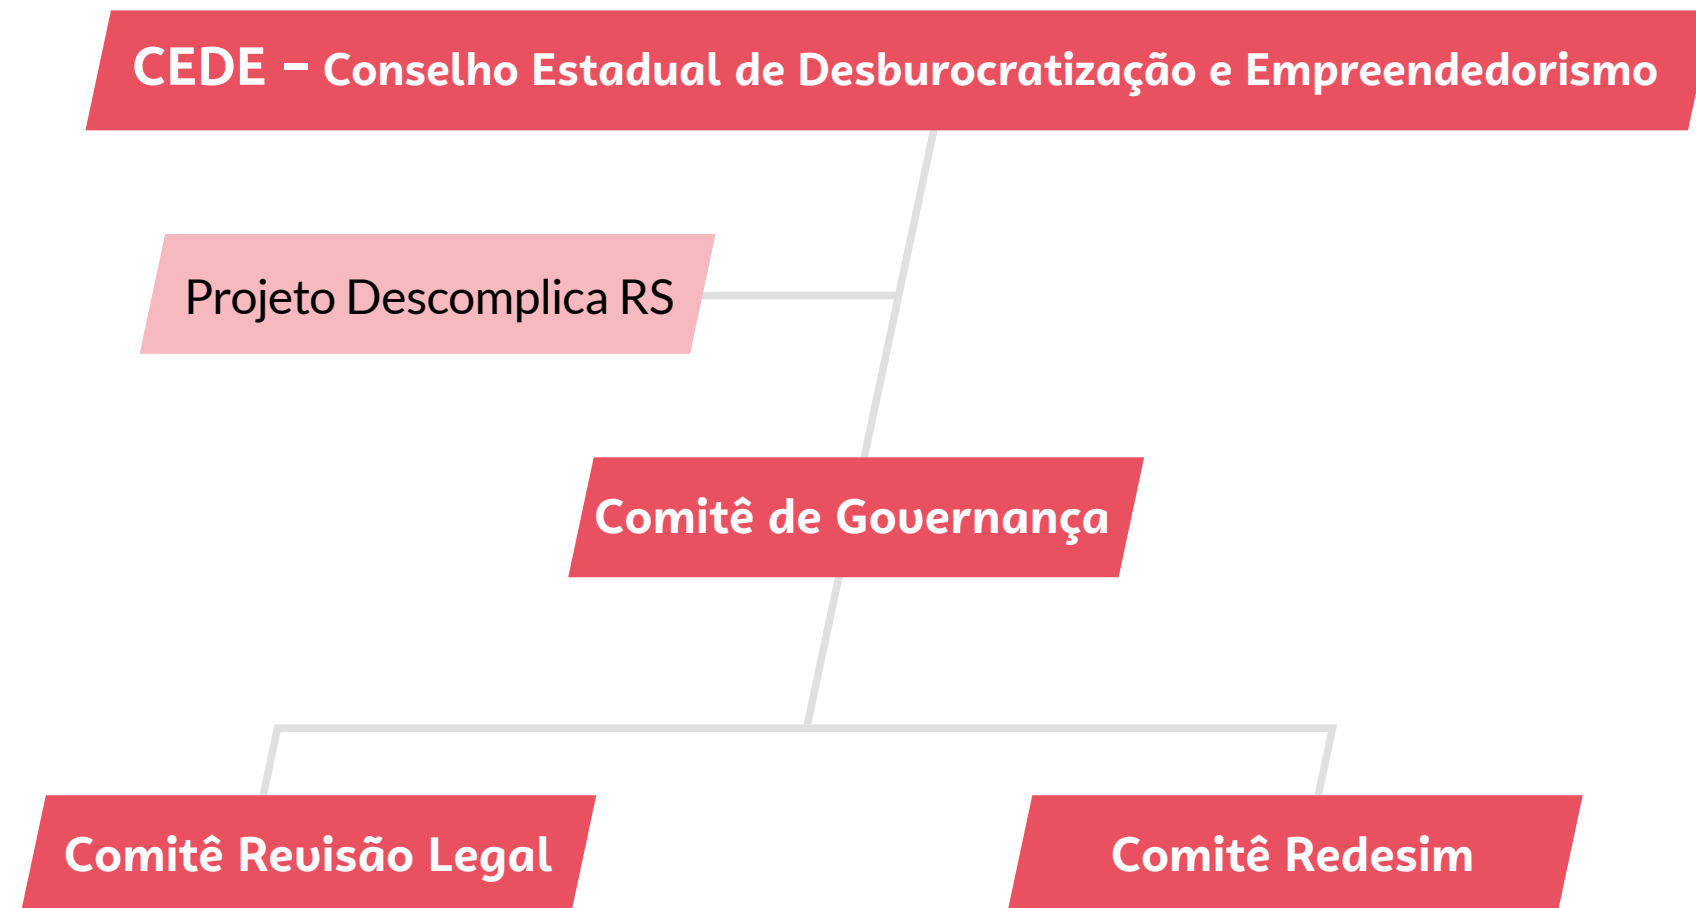 CEDE – Conselho Estadual de Desburocratização e Empreendedorismo
Projeto Descomplica RS
Comitê de Governança
Comitê Revisão Legal
Comitê Redesim